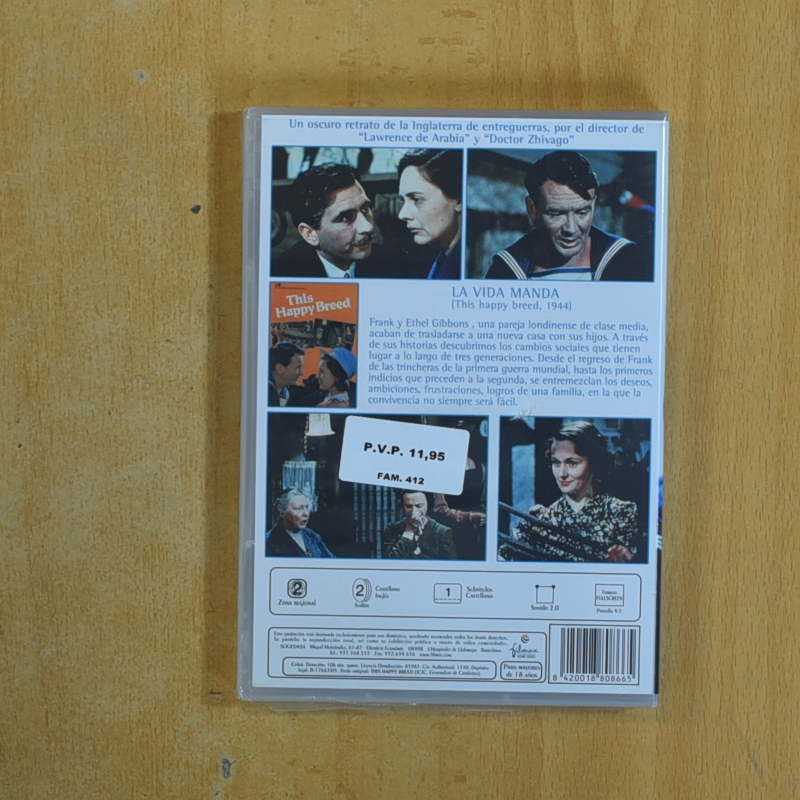 Un oscuro retrato de la Inglaterra de entreguerras, por el director de
“Lawrence de Arabia” y “Doctor Zhivago”
LA VIDA MANDA
(This happy breed, 1944)
This
Happy Breed
Frank y Ethel Gibbons , una pareja londinense de clase media,
acaban de trasladarse a una nueva casa con sus hijos. A través
de sus historias descubrimos los cambios sociales que tienen
lugar a lo largo de tres generaciones. Desde el regreso de Frank
de las trincheras de la primera guerra mundial, hasta los primeros
indicios que preceden a la segunda, se entremezclan los deseos,
ambiciones, frustraciones, logros de una familia, en la que la
convivencia no siempre será fácil.
P.V.P. 11,95
FAM. 412
2
Zona regional
2
Audios
Castellano
Inglés
1
Subtítulos
Castellano
Sonido 2.0
Formato
FULLSCREEN
Pantalla 4:3
SOGEDASA
filmax
PARA MAYORES
de 18 años
8 420018 808665